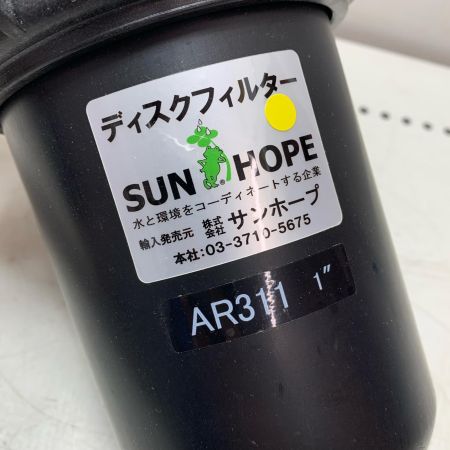 ディスクフィルター
SUN HOPE
水と環境をコーディネートする企業
輸入発売元 株式会社 サンホープ
本社:03-3710-5675
AR311 1″